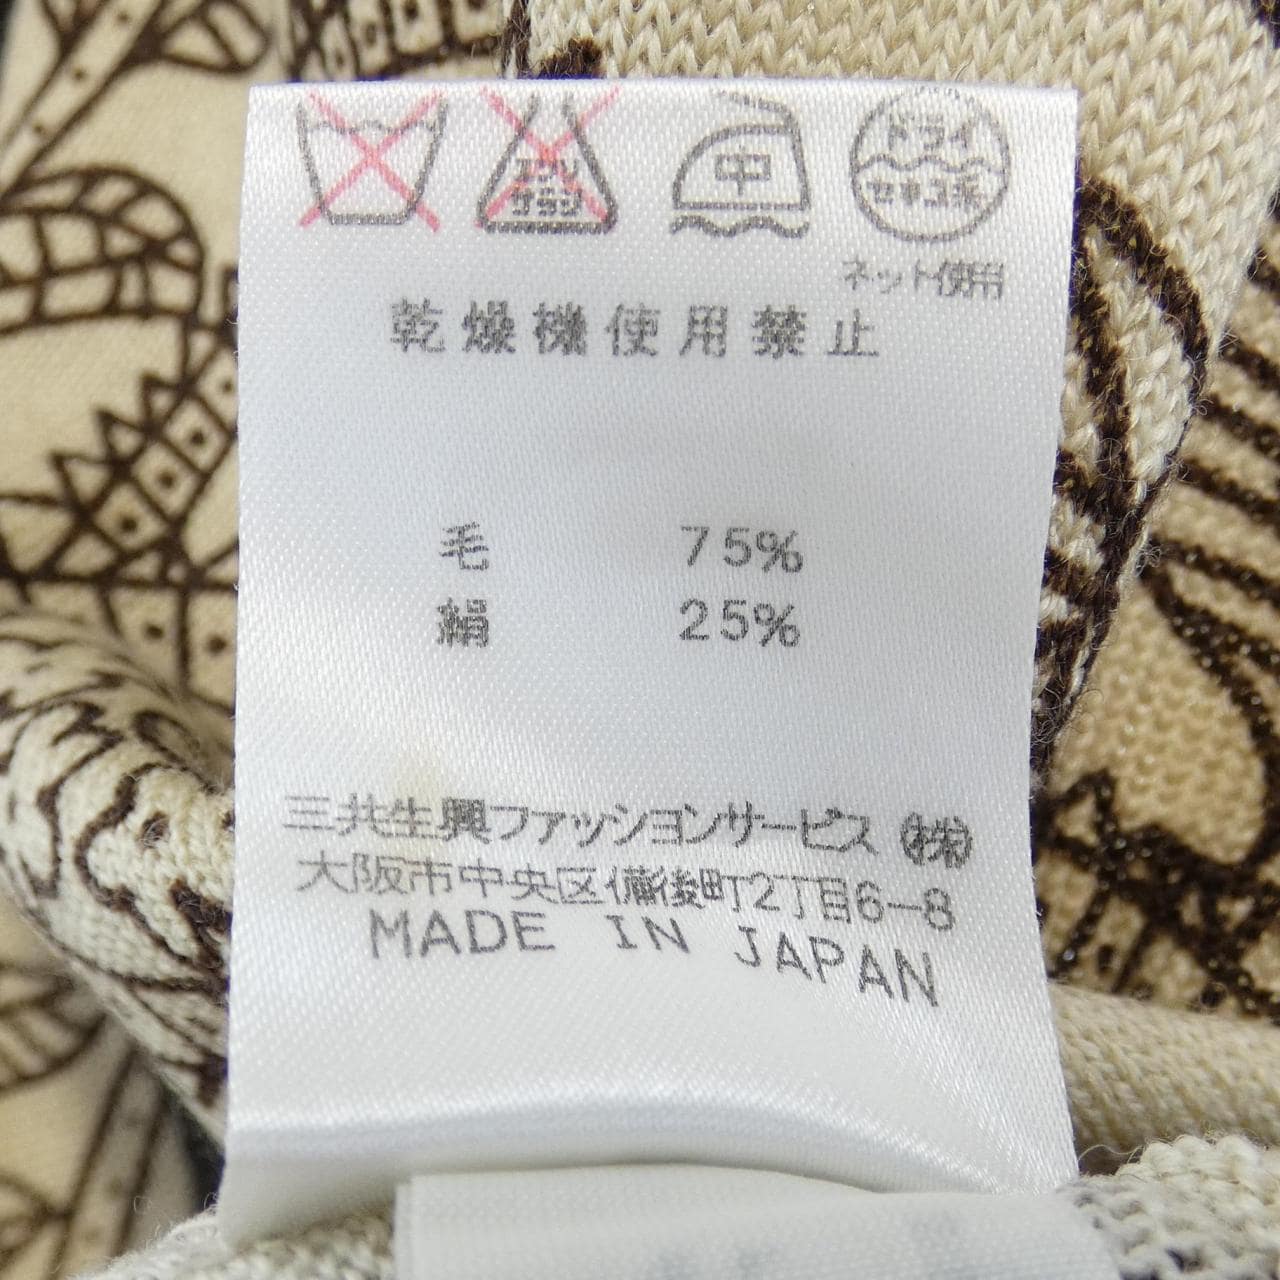 エンソ
サラシ
中
ドライ
セキユ系
ネット使用
乾燥機使用禁止
毛 75%
絹 25%
三共生興ファッションサービス(株)
大阪市中央区備後町2丁目6-8
MADE IN JAPAN